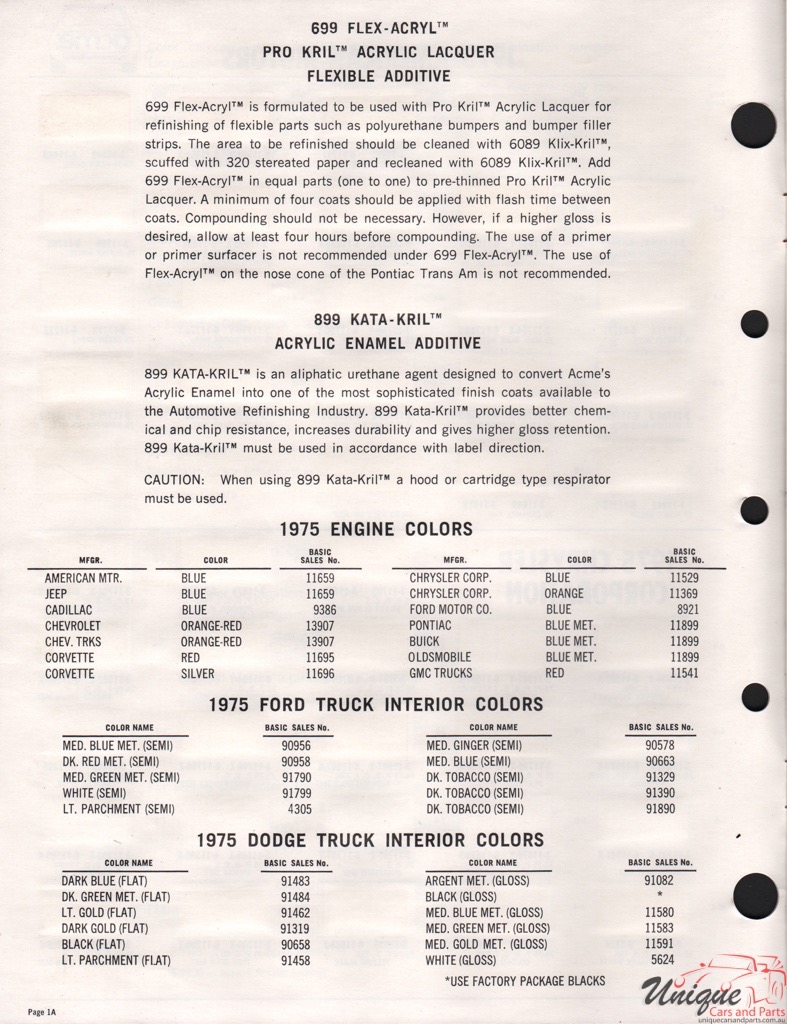 699 FLEX-ACRYL™
PRO KRIL™ ACRYLIC LACQUER
FLEXIBLE ADDITIVE
699 Flex-Acryl™ is formulated to be used with Pro Kril™ Acrylic Lacquer for
refinishing of flexible parts such as polyurethane bumpers and bumper filler
strips. The area to be refinished should be cleaned with 6089 Klix-Kril™,
scuffed with 320 stereated paper and recleaned with 6089 Klix-Kril™. Add
699 Flex-Acryl™ in equal parts (one to one) to pre-thinned Pro Kril™ Acrylic
Lacquer. A minimum of four coats should be applied with flash time between
coats. Compounding should not be necessary. However, if a higher gloss is
desired, allow at least four hours before compounding. The use of a primer
or primer surfacer is not recommended under 699 Flex-Acryl™. The use of
Flex-Acryl™ on the nose cone of the Pontiac Trans Am is not recommended.
899 KATA-KRIL™
ACRYLIC ENAMEL ADDITIVE
899 KATA-KRIL™ is an aliphatic urethane agent designed to convert Acme's
Acrylic Enamel into one of the most sophisticated finish coats available to
the Automotive Refinishing Industry. 899 Kata-Kril™ provides better chem-
ical and chip resistance, increases durability and gives higher gloss retention.
899 Kata-Kril™ must be used in accordance with label direction.
CAUTION: When using 899 Kata-Kril™ a hood or cartridge type respirator
must be used.
1975 ENGINE COLORS
MFGR. COLOR BASIC SALES No. MFGR. COLOR BASIC SALES No.
AMERICAN MTR. BLUE 11659 CHRYSLER CORP. BLUE 11529
JEEP BLUE 11659 CHRYSLER CORP. ORANGE 11369
CADILLAC BLUE 9386 FORD MOTOR CO. BLUE 8921
CHEVROLET ORANGE-RED 13907 PONTIAC BLUE MET. 11899
CHEV. TRKS ORANGE-RED 13907 BUICK BLUE MET. 11899
CORVETTE RED 11695 OLDSMOBILE BLUE MET. 11899
CORVETTE SILVER 11696 GMC TRUCKS RED 11541
1975 FORD TRUCK INTERIOR COLORS
COLOR NAME BASIC SALES No. COLOR NAME BASIC SALES No.
MED. BLUE MET. (SEMI) 90956 MED. GINGER (SEMI) 90578
DK. RED MET. (SEMI) 90958 MED. BLUE (SEMI) 90663
MED. GREEN MET. (SEMI) 91790 DK. TOBACCO (SEMI) 91329
WHITE (SEMI) 91799 DK. TOBACCO (SEMI) 91390
LT. PARCHMENT (SEMI) 4305 DK. TOBACCO (SEMI) 91890
1975 DODGE TRUCK INTERIOR COLORS
COLOR NAME BASIC SALES No. COLOR NAME BASIC SALES No.
DARK BLUE (FLAT) 91483 ARGENT MET. (GLOSS) 91082
DK. GREEN MET. (FLAT) 91484 BLACK (GLOSS) *
LT. GOLD (FLAT) 91462 MED. BLUE MET. (GLOSS) 11580
DARK GOLD (FLAT) 91319 MED. GREEN MET. (GLOSS) 11583
BLACK (FLAT) 90658 MED. GOLD MET. (GLOSS) 11591
LT. PARCHMENT (FLAT) 91458 WHITE (GLOSS) 5624
*USE FACTORY PACKAGE BLACKS
Page 1A
Unique
Cars and Parts
uniquecarsandparts.com.au